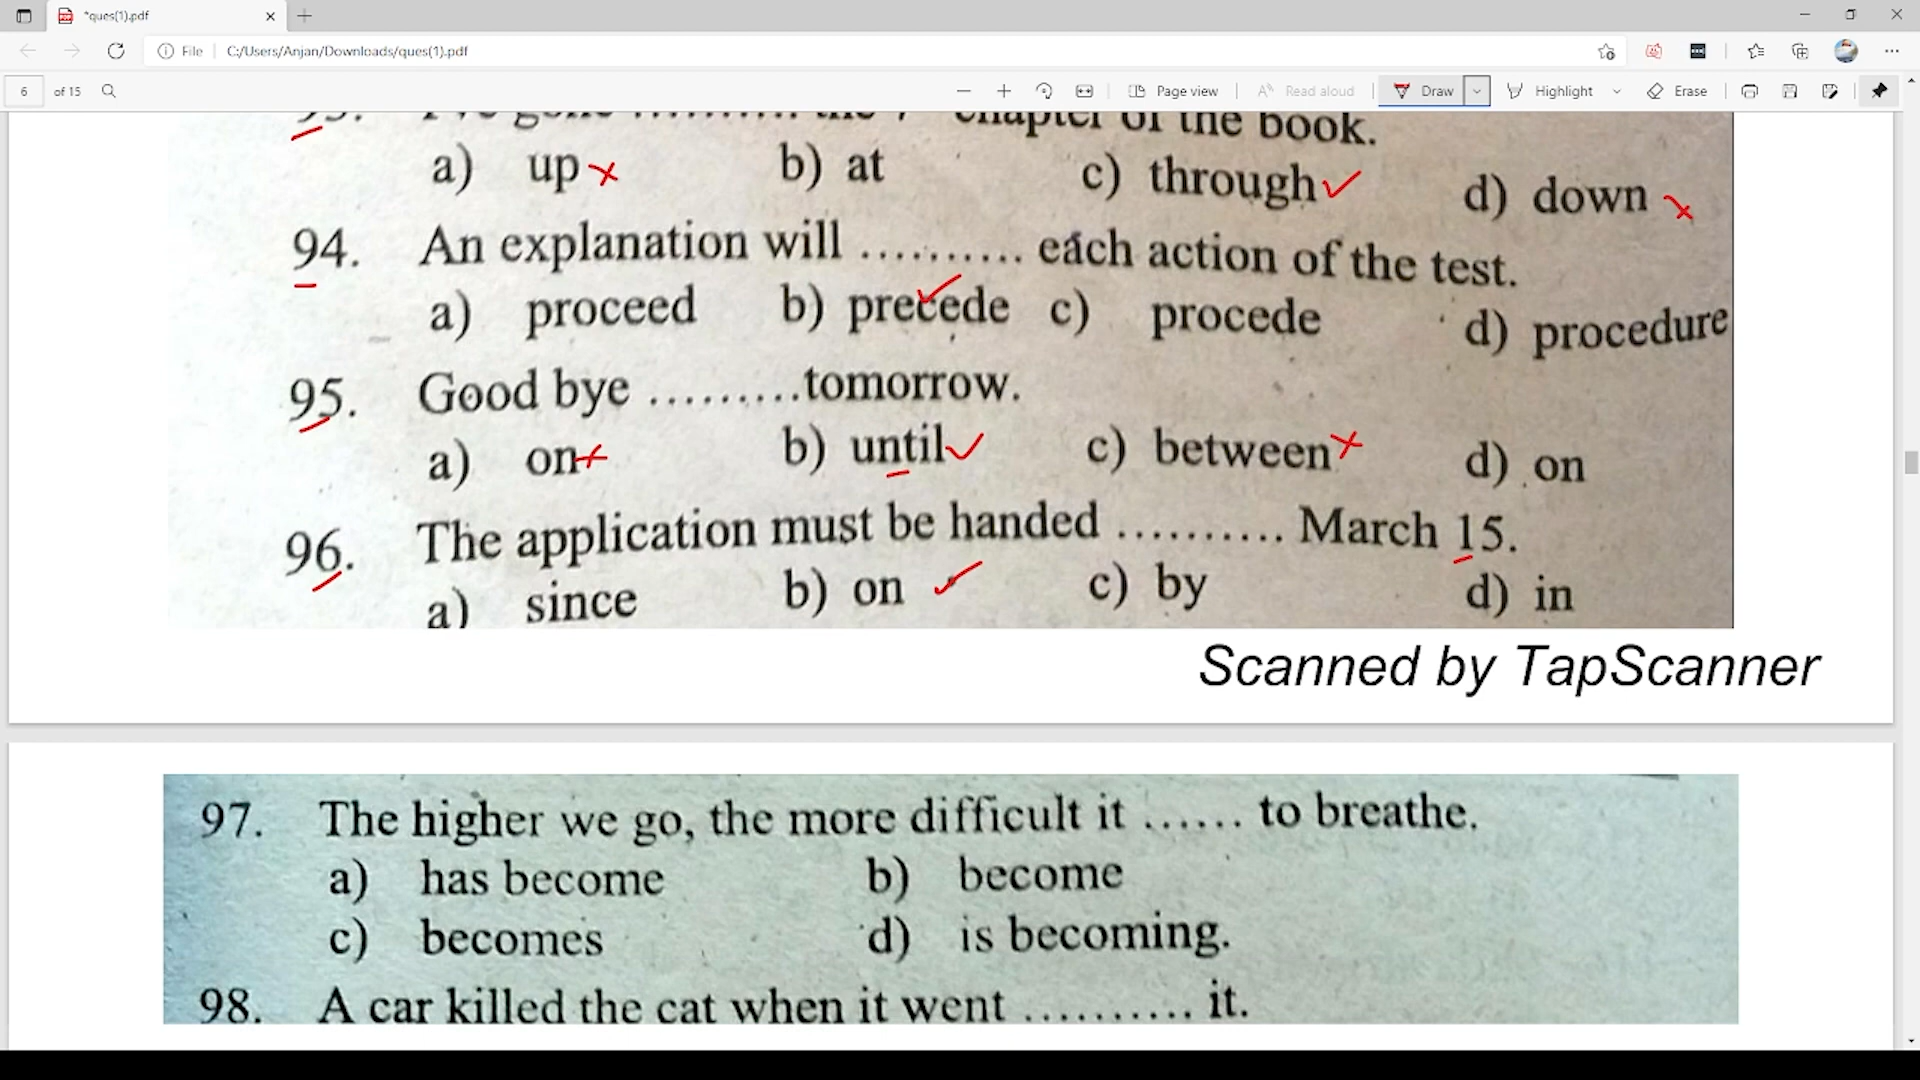 *ques(1).pdf
File C:/Users/Anjan/Downloads/ques(1).pdf
6 of 15 Page view Read aloud Draw Highlight Erase
chapter of the book.
a) up b) at c) through d) down
94. An explanation will .......... each action of the test.
a) proceed b) precede c) procede d) procedure
95. Good bye .........tomorrow.
a) on b) until c) between d) on
96. The application must be handed .......... March 15.
a) since b) on c) by d) in
Scanned by TapScanner
97. The higher we go, the more difficult it ...... to breathe.
a) has become b) become
c) becomes d) is becoming.
98. A car killed the cat when it went .......... it.